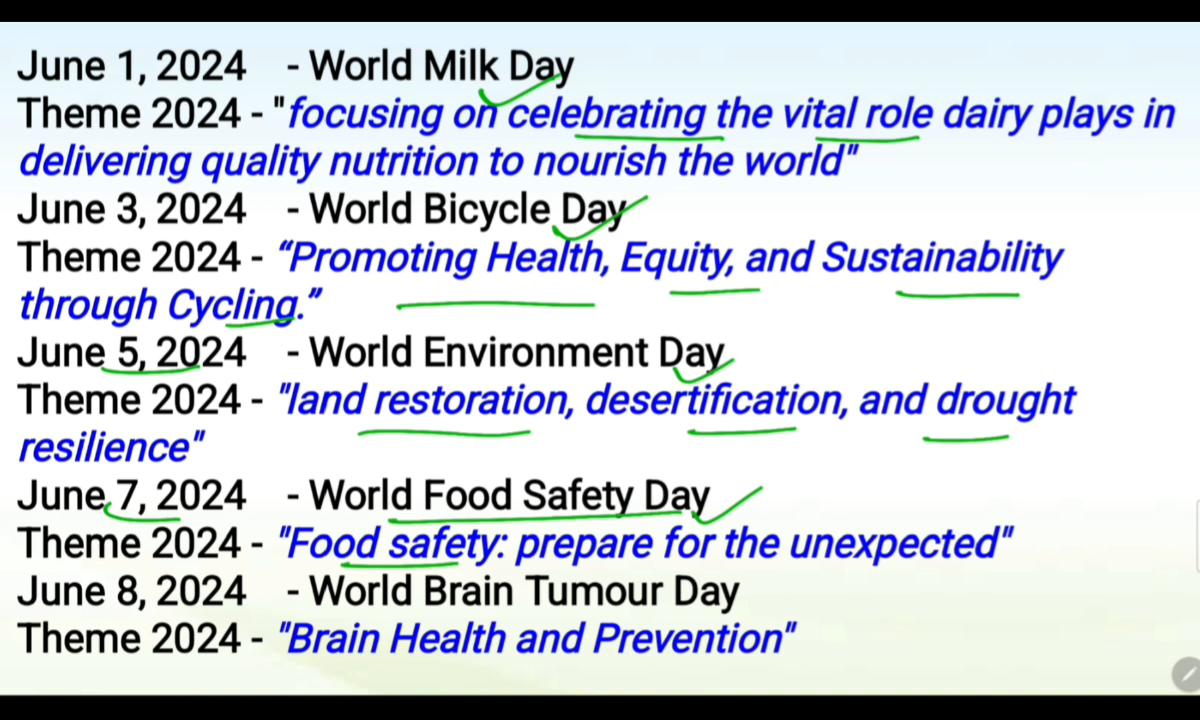 June 1, 2024 - World Milk Day
Theme 2024 - "focusing on celebrating the vital role dairy plays in
delivering quality nutrition to nourish the world"
June 3, 2024 - World Bicycle Day
Theme 2024 - “Promoting Health, Equity, and Sustainability
through Cycling.”
June 5, 2024 - World Environment Day
Theme 2024 - "land restoration, desertification, and drought
resilience"
June 7, 2024 - World Food Safety Day
Theme 2024 - "Food safety: prepare for the unexpected"
June 8, 2024 - World Brain Tumour Day
Theme 2024 - "Brain Health and Prevention"